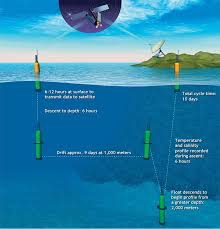 6-12 hours at surface to
transmit data to satellite
Total cycle time:
10 days
Descent to depth: 6 hours
Temperature
and salinity
profile recorded
during ascent:
6 hours
Drift approx. 9 days at 1,000 meters
Float descends to
begin profile from
a greater depth:
2,000 meters